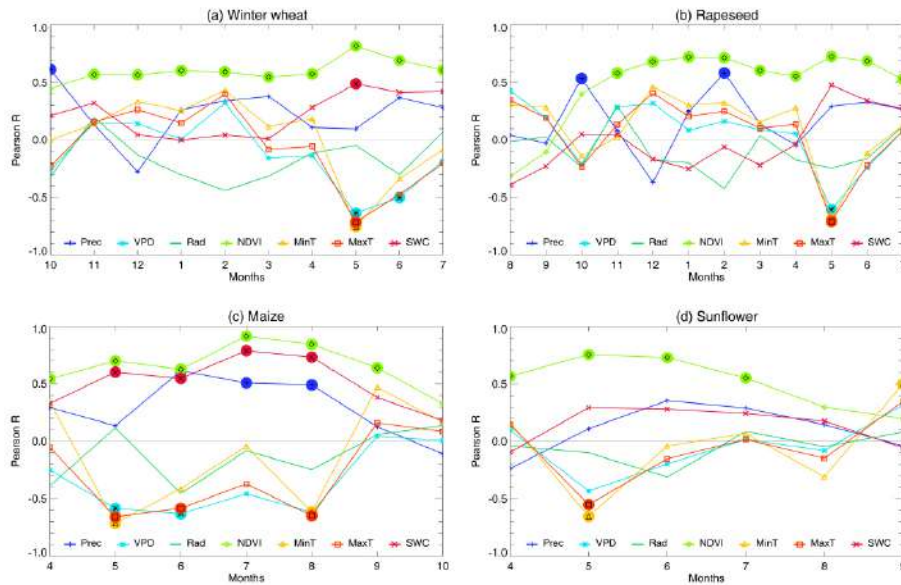 (a) Winter wheat
1.0
0.5
0.0
-0.5
-1.0
Pearson R
Prec VPD Rad NDVI MinT MaxT SWC
10 11 12 1 2 3 4 5 6 7
Months
(b) Rapeseed
1.0
0.5
0.0
-0.5
-1.0
Pearson R
Prec VPD Rad NDVI MinT MaxT SWC
8 9 10 11 12 1 2 3 4 5 6
Months
(c) Maize
1.0
0.5
0.0
-0.5
-1.0
Pearson R
Prec VPD Rad NDVI MinT MaxT SWC
4 5 6 7 8 9 10
Months
(d) Sunflower
1.0
0.5
0.0
-0.5
-1.0
Pearson R
Prec VPD Rad NDVI MinT MaxT SWC
4 5 6 7 8
Months